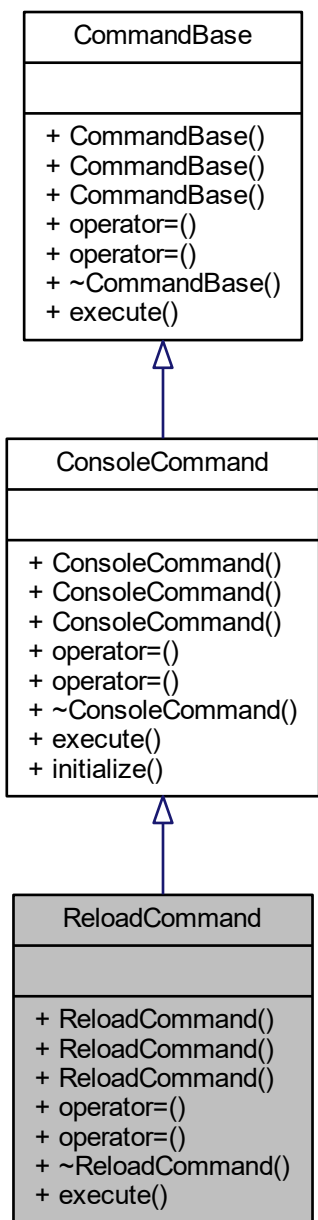 CommandBase
+ CommandBase()
+ CommandBase()
+ CommandBase()
+ operator=()
+ operator=()
+ ~CommandBase()
+ execute()
ConsoleCommand
+ ConsoleCommand()
+ ConsoleCommand()
+ ConsoleCommand()
+ operator=()
+ operator=()
+ ~ConsoleCommand()
+ execute()
+ initialize()
ReloadCommand
+ ReloadCommand()
+ ReloadCommand()
+ ReloadCommand()
+ operator=()
+ operator=()
+ ~ReloadCommand()
+ execute()